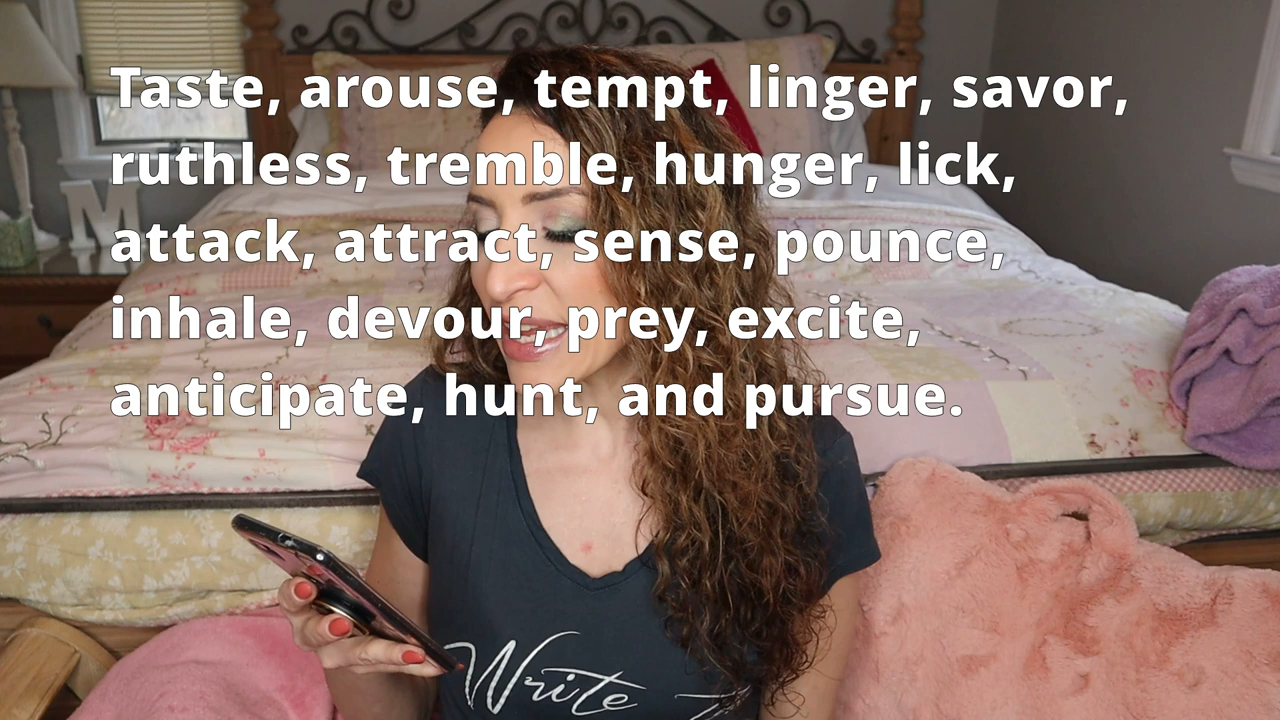 Taste, arouse, tempt, linger, savor,
ruthless, tremble, hunger, lick,
attack, attract, sense, pounce,
inhale, devour, prey, excite,
anticipate, hunt, and pursue.
M
Write